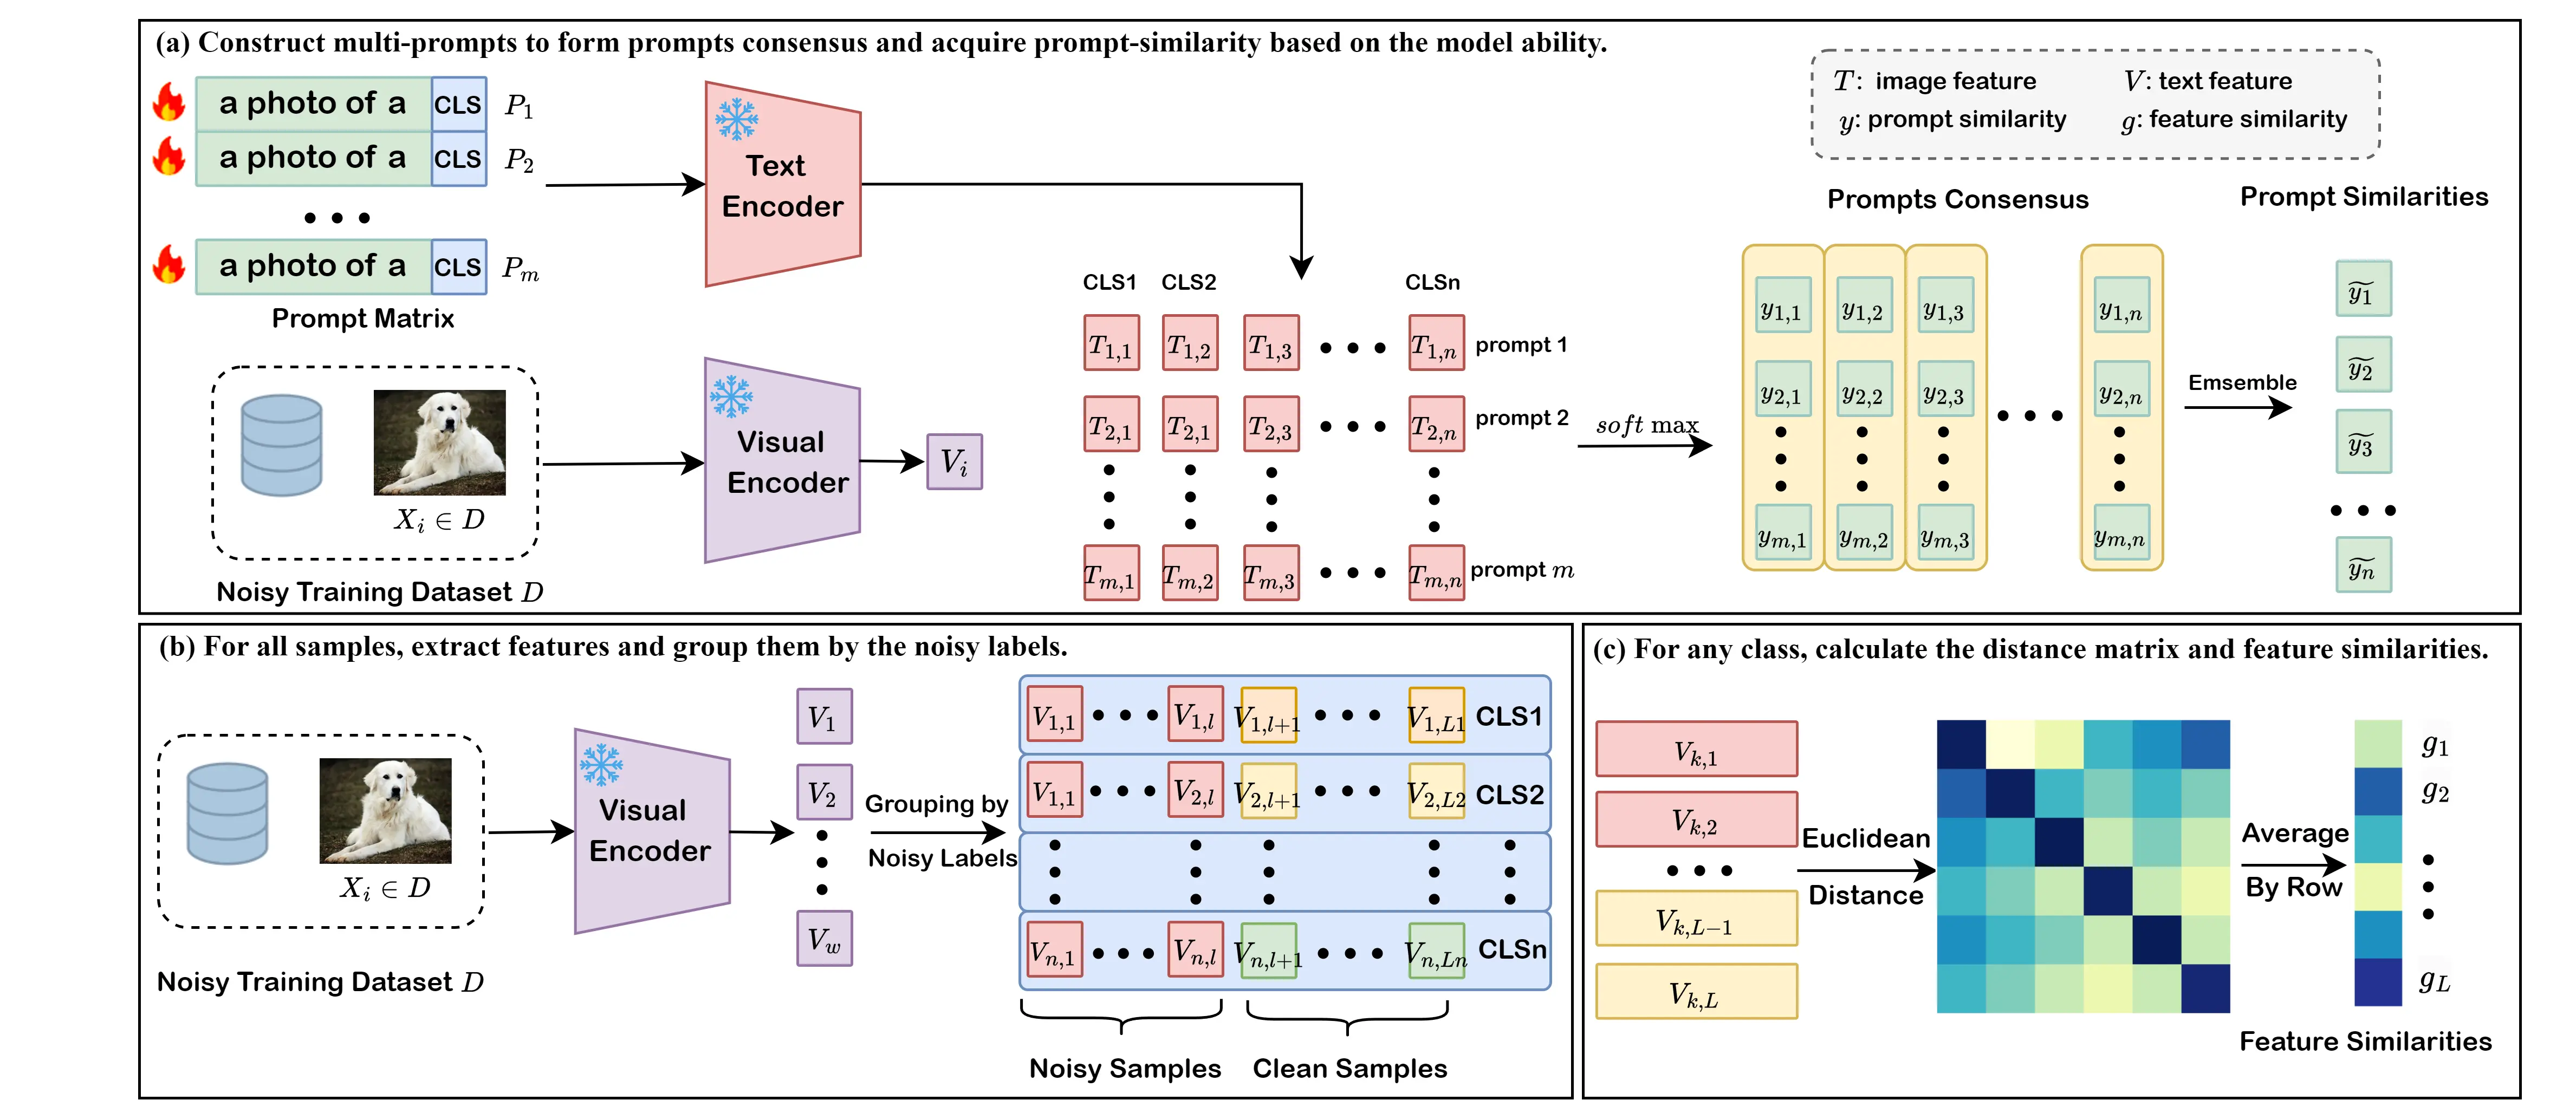 (a) Construct multi-prompts to form prompts consensus and acquire prompt-similarity based on the model ability.
a photo of a CLS P_1
a photo of a CLS P_2
• • •
a photo of a CLS P_m
Prompt Matrix
Text
Encoder
T: image feature V: text feature
y: prompt similarity g: feature similarity
X_i ∈ D
Noisy Training Dataset D
Visual
Encoder
V_i
CLS1 CLS2 CLSn
T_{1,1} T_{1,2} T_{1,3} • • • T_{1,n} prompt 1
T_{2,1} T_{2,1} T_{2,3} • • • T_{2,n} prompt 2
T_{m,1} T_{m,2} T_{m,3} • • • T_{m,n} prompt m
soft max
Prompts Consensus
y_{1,1} y_{1,2} y_{1,3} y_{1,n}
y_{2,1} y_{2,2} y_{2,3} • • • y_{2,n}
y_{m,1} y_{m,2} y_{m,3} y_{m,n}
Emsemble
Prompt Similarities
\widetilde{y_1}
\widetilde{y_2}
\widetilde{y_3}
• • •
\widetilde{y_n}
(b) For all samples, extract features and group them by the noisy labels.
X_i ∈ D
Noisy Training Dataset D
Visual
Encoder
V_1
V_2
V_w
Grouping by
Noisy Labels
V_{1,1} • • • V_{1,l} V_{1,l+1} • • • V_{1,L1} CLS1
V_{1,1} • • • V_{2,l} V_{2,l+1} • • • V_{2,L2} CLS2
V_{n,1} • • • V_{n,l} V_{n,l+1} • • • V_{n,Ln} CLSn
Noisy Samples Clean Samples
(c) For any class, calculate the distance matrix and feature similarities.
V_{k,1}
V_{k,2}
• • •
V_{k,L-1}
V_{k,L}
Euclidean
Distance
Average
By Row
g_1
g_2
g_L
Feature Similarities